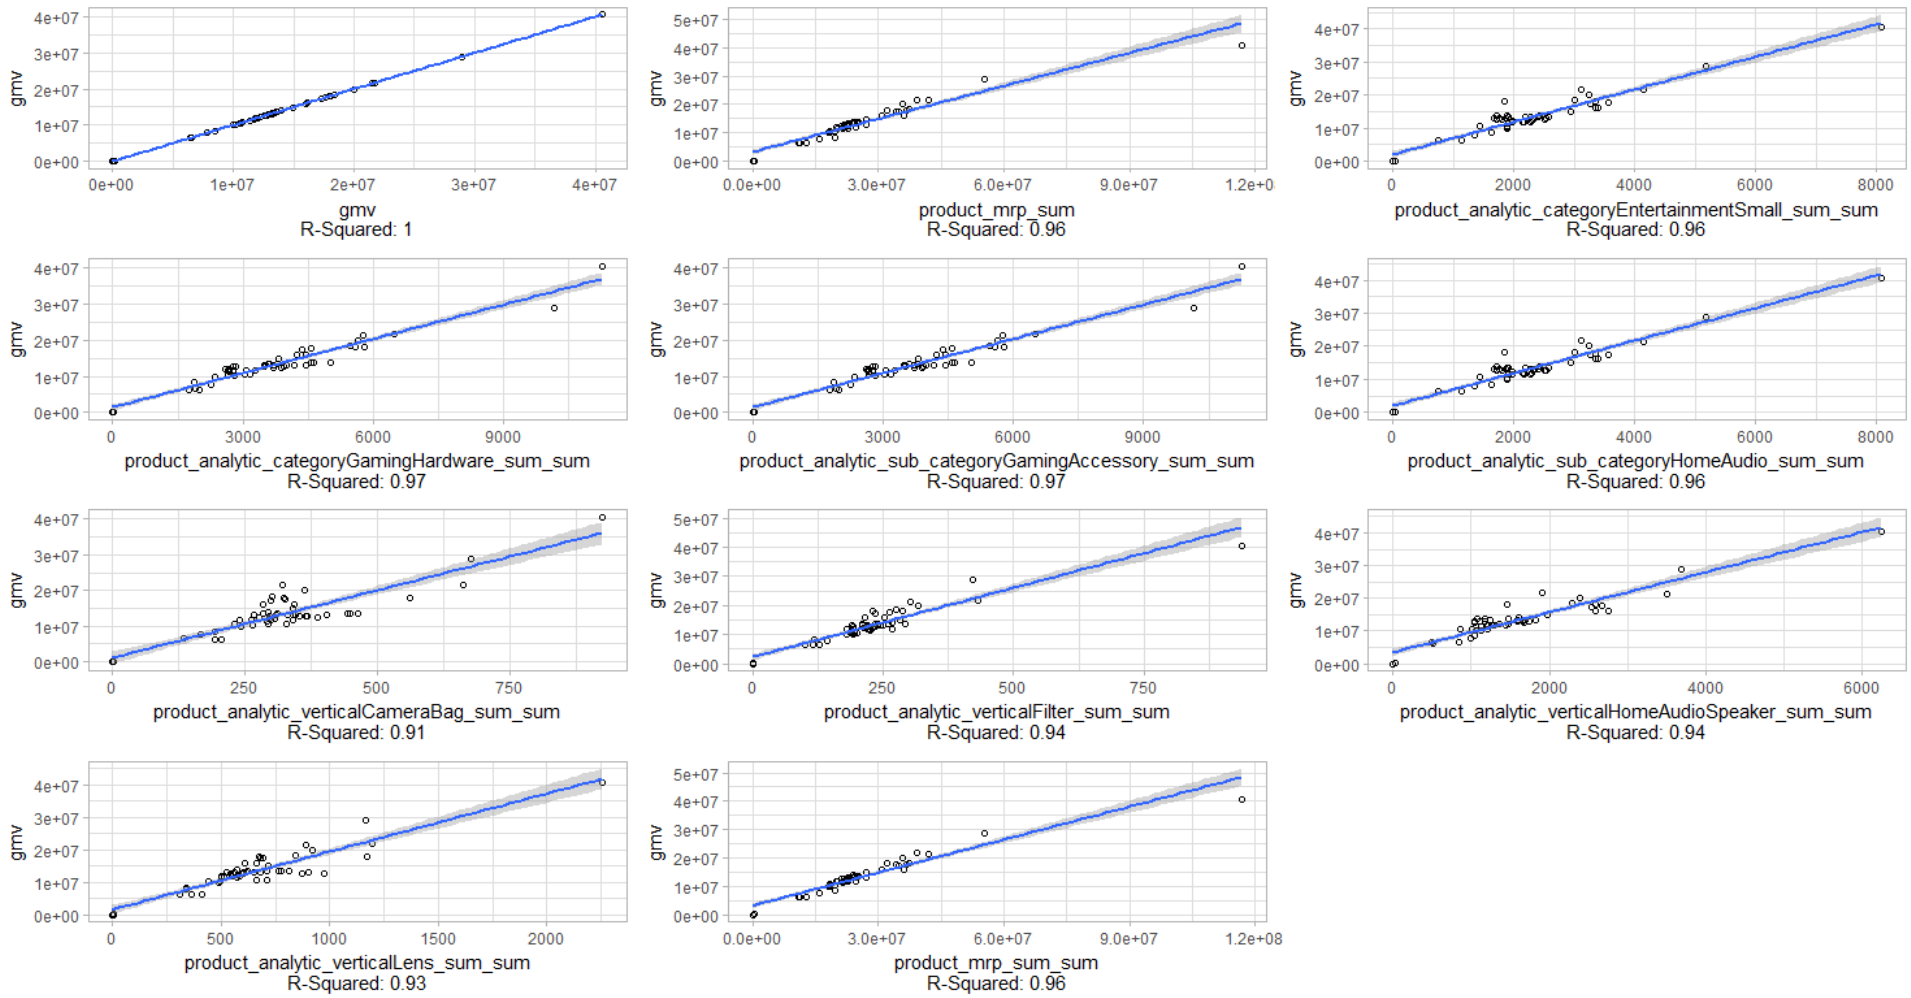 4e+07
3e+07
2e+07
1e+07
0e+00
gmv
0e+00 1e+07 2e+07 3e+07 4e+07
gmv
R-Squared: 1
5e+07
4e+07
3e+07
2e+07
1e+07
0e+00
gmv
0.0e+00 3.0e+07 6.0e+07 9.0e+07 1.2e+0
product_mrp_sum
R-Squared: 0.96
4e+07
3e+07
2e+07
1e+07
0e+00
gmv
0 2000 4000 6000 8000
product_analytic_categoryEntertainmentSmall_sum_sum
R-Squared: 0.96
4e+07
3e+07
2e+07
1e+07
0e+00
gmv
0 3000 6000 9000
product_analytic_categoryGamingHardware_sum_sum
R-Squared: 0.97
4e+07
3e+07
2e+07
1e+07
0e+00
gmv
0 3000 6000 9000
product_analytic_sub_categoryGamingAccessory_sum_sum
R-Squared: 0.97
4e+07
3e+07
2e+07
1e+07
0e+00
gmv
0 2000 4000 6000 8000
product_analytic_sub_categoryHomeAudio_sum_sum
R-Squared: 0.96
4e+07
3e+07
2e+07
1e+07
0e+00
gmv
0 250 500 750
product_analytic_verticalCameraBag_sum_sum
R-Squared: 0.91
5e+07
4e+07
3e+07
2e+07
1e+07
0e+00
gmv
0 250 500 750
product_analytic_verticalFilter_sum_sum
R-Squared: 0.94
4e+07
3e+07
2e+07
1e+07
0e+00
gmv
0 2000 4000 6000
product_analytic_verticalHomeAudioSpeaker_sum_sum
R-Squared: 0.94
4e+07
3e+07
2e+07
1e+07
0e+00
gmv
0 500 1000 1500 2000
product_analytic_verticalLens_sum_sum
R-Squared: 0.93
5e+07
4e+07
3e+07
2e+07
1e+07
0e+00
gmv
0.0e+00 3.0e+07 6.0e+07 9.0e+07 1.2e+08
product_mrp_sum_sum
R-Squared: 0.96